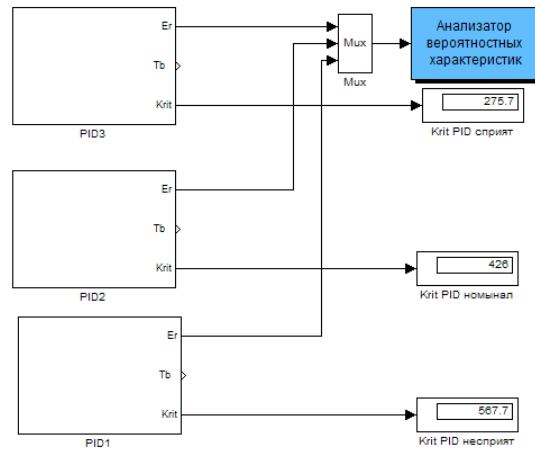 Er
Tb
Krit
PID3
Mux
Mux
Анализатор
вероятностных
характеристик
275.7
Krit PID сприят
Er
Tb
Krit
PID2
426
Krit PID номынал
Er
Tb
Krit
PID1
567.7
Krit PID несприят